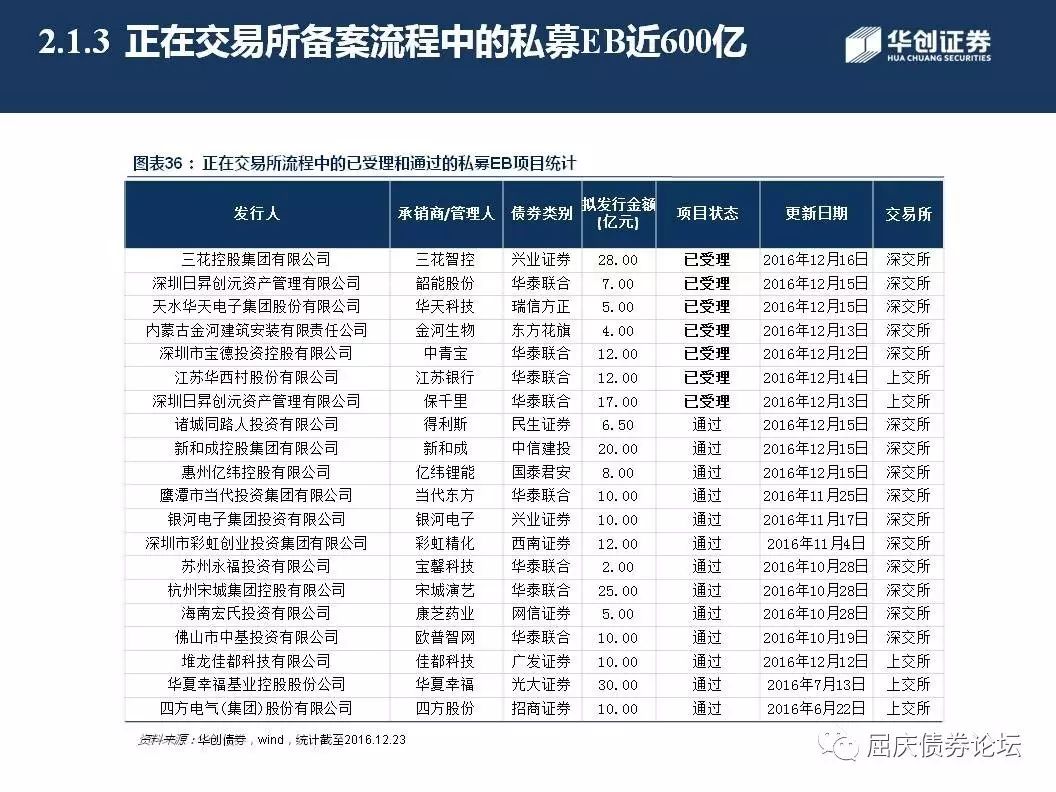 2.1.3 正在交易所备案流程中的私募EB近600亿
华创证券
HUA CHUANG SECURITIES
图表36：正在交易所流程中的已受理和通过的私募EB项目统计
发行人 承销商/管理人 债券类别 拟发行金额(亿元) 项目状态 更新日期 交易所
三花控股集团有限公司 三花智控 兴业证券 28.00 已受理 2016年12月16日 深交所
深圳日昇创沅资产管理有限公司 韶能股份 华泰联合 7.00 已受理 2016年12月15日 深交所
天水华天电子集团股份有限公司 华天科技 瑞信方正 5.00 已受理 2016年12月15日 深交所
内蒙古金河建筑安装有限责任公司 金河生物 东方花旗 4.00 已受理 2016年12月13日 深交所
深圳市宝德投资控股有限公司 中青宝 华泰联合 12.00 已受理 2016年12月12日 深交所
江苏华西村股份有限公司 江苏银行 华泰联合 12.00 已受理 2016年12月14日 上交所
深圳日昇创沅资产管理有限公司 保千里 华泰联合 17.00 已受理 2016年12月13日 上交所
诸城同路人投资有限公司 得利斯 民生证券 6.50 通过 2016年12月15日 深交所
新和成控股集团有限公司 新和成 中信建投 20.00 通过 2016年12月15日 深交所
惠州亿纬控股有限公司 亿纬锂能 国泰君安 8.00 通过 2016年12月15日 深交所
鹰潭市当代投资集团有限公司 当代东方 华泰联合 10.00 通过 2016年11月25日 深交所
银河电子集团投资有限公司 银河电子 兴业证券 10.00 通过 2016年11月17日 深交所
深圳市彩虹创业投资集团有限公司 彩虹精化 西南证券 12.00 通过 2016年11月4日 深交所
苏州永福投资有限公司 宝馨科技 华泰联合 2.00 通过 2016年10月28日 深交所
杭州宋城集团控股有限公司 宋城演艺 华泰联合 25.00 通过 2016年10月28日 深交所
海南宏氏投资有限公司 康芝药业 网信证券 5.00 通过 2016年10月28日 深交所
佛山市中基投资有限公司 欧普智网 华泰联合 10.00 通过 2016年10月19日 深交所
堆龙佳都科技有限公司 佳都科技 广发证券 10.00 通过 2016年12月12日 上交所
华夏幸福基业控股股份公司 华夏幸福 光大证券 30.00 通过 2016年7月13日 上交所
四方电气(集团)股份有限公司 四方股份 招商证券 10.00 通过 2016年6月22日 上交所
资料来源：华创债券，wind，统计截至2016.12.23
屈庆债券论坛